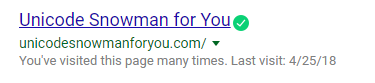 Unicode Snowman for You
unicodesnowmanforyou.com/
You've visited this page many times. Last visit: 4/25/18